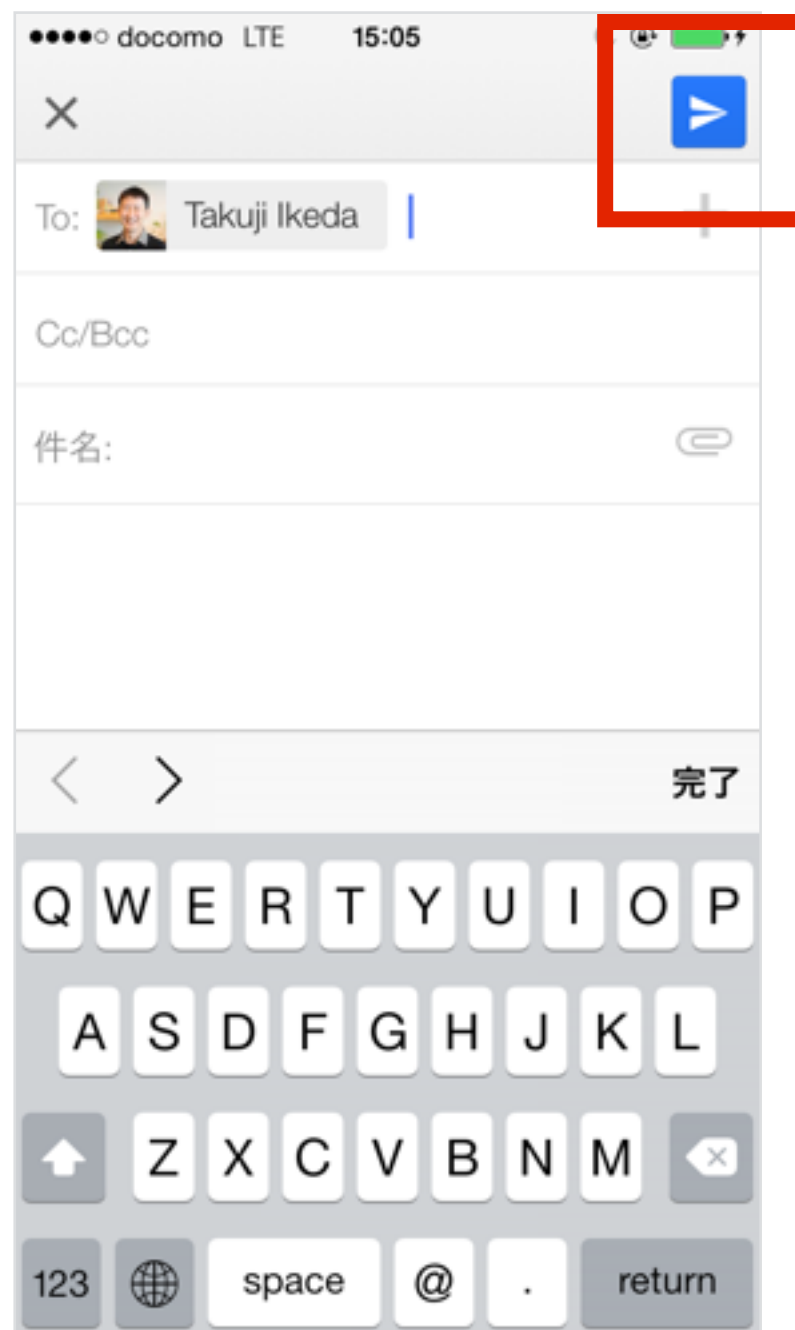 docomo LTE 15:05
To: Takuji Ikeda
Cc/Bcc
件名:
完了
Q W E R T Y U I O P
A S D F G H J K L
Z X C V B N M
123 space @ . return